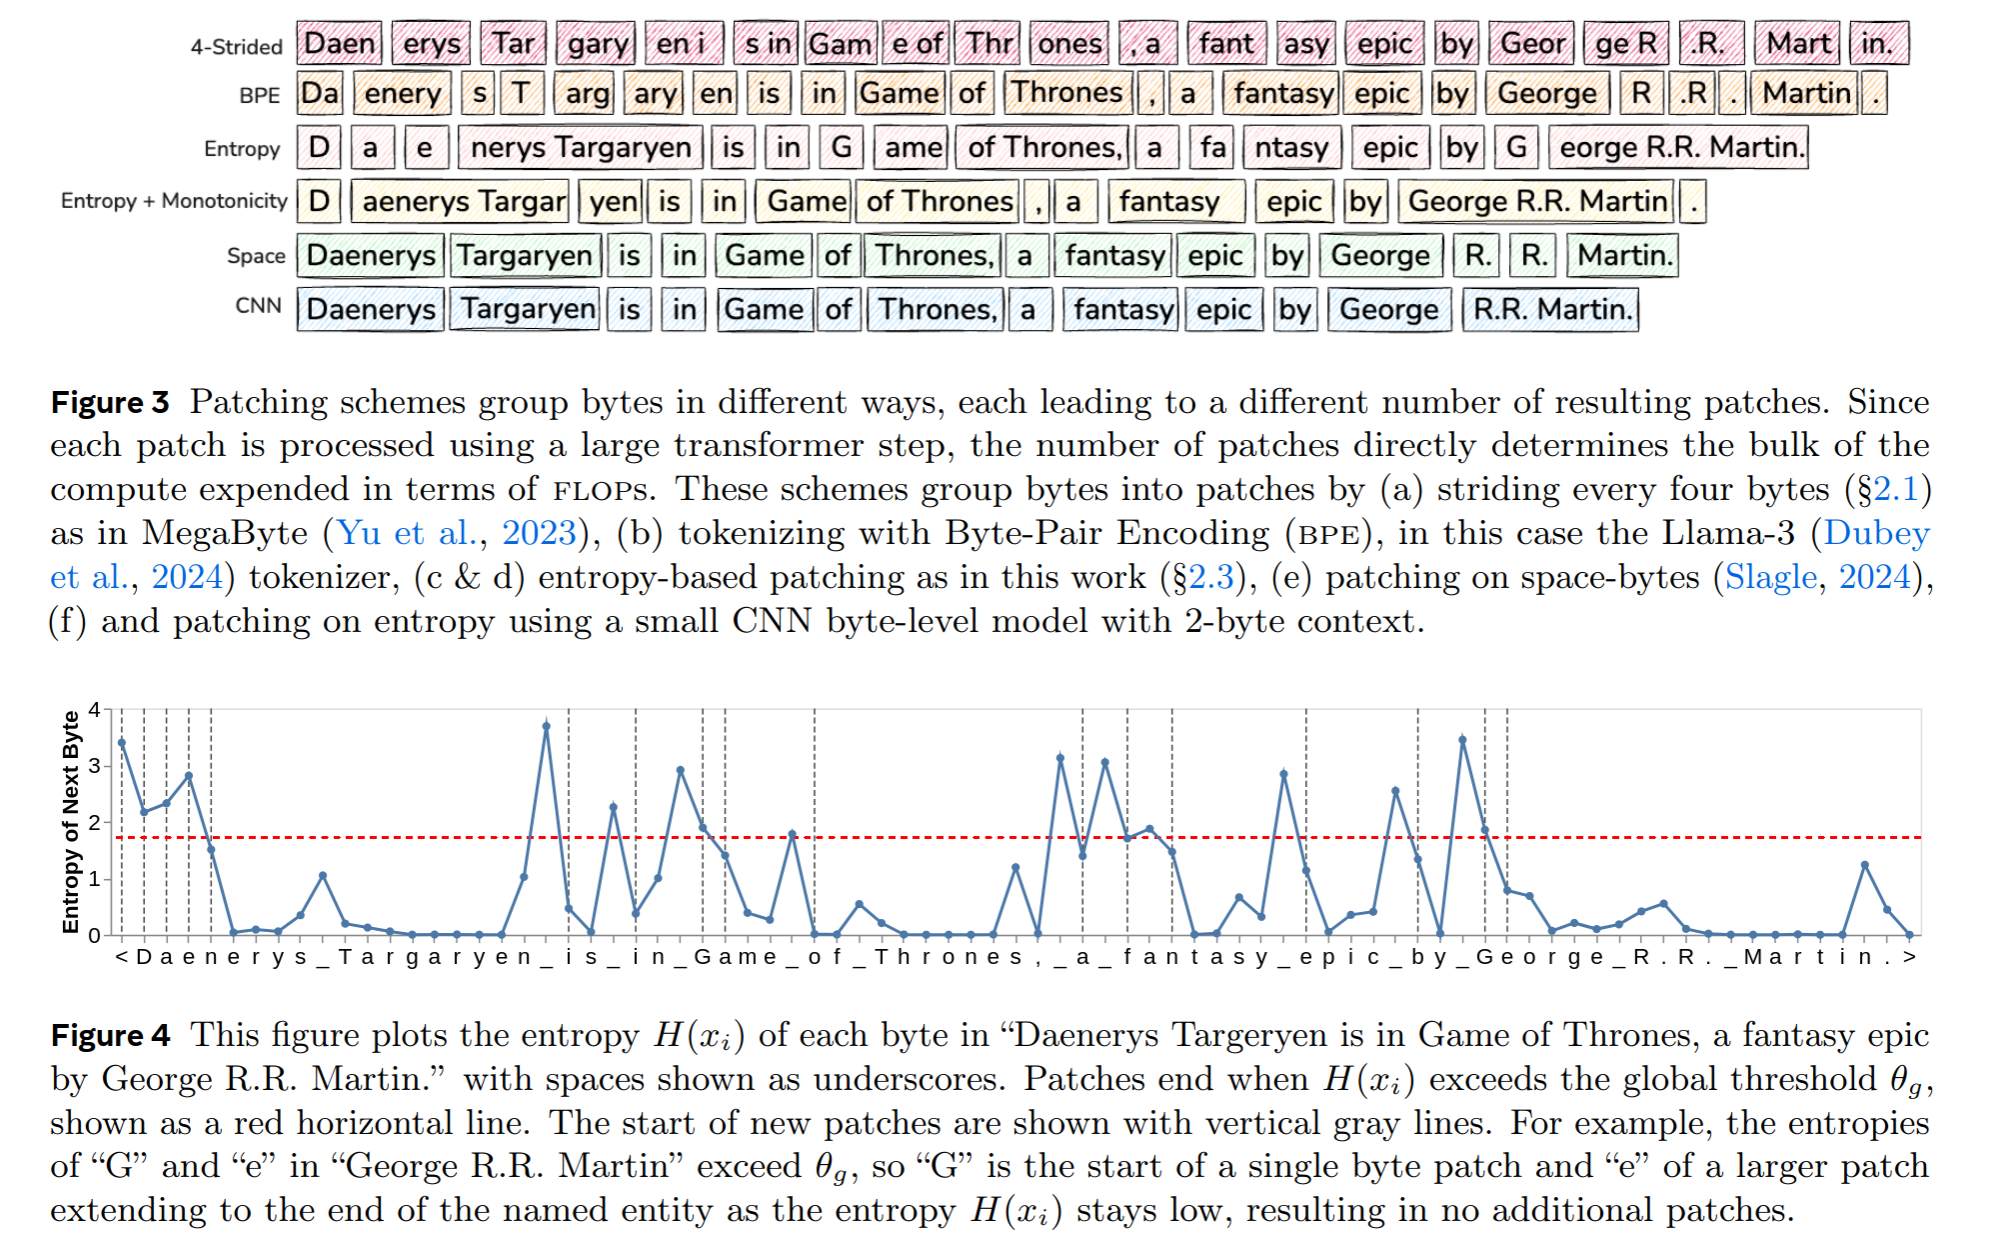 4-Strided Daen erys Tar gary en i s in Gam e of Thr ones , a fant asy epic by Geor ge R .R. Mart in.
BPE Da enery s T arg ary en is in Game of Thrones , a fantasy epic by George R .R . Martin .
Entropy D a e nerys Targaryen is in G ame of Thrones, a fa ntasy epic by G eorge R.R. Martin.
Entropy + Monotonicity D aenerys Targar yen is in Game of Thrones , a fantasy epic by George R.R. Martin .
Space Daenerys Targaryen is in Game of Thrones, a fantasy epic by George R. R. Martin.
CNN Daenerys Targaryen is in Game of Thrones, a fantasy epic by George R.R. Martin.
Figure 3 Patching schemes group bytes in different ways, each leading to a different number of resulting patches. Since
each patch is processed using a large transformer step, the number of patches directly determines the bulk of the
compute expended in terms of FLOPs. These schemes group bytes into patches by (a) striding every four bytes (§2.1)
as in MegaByte (Yu et al., 2023), (b) tokenizing with Byte-Pair Encoding (BPE), in this case the Llama-3 (Dubey
et al., 2024) tokenizer, (c & d) entropy-based patching as in this work (§2.3), (e) patching on space-bytes (Slagle, 2024),
(f) and patching on entropy using a small CNN byte-level model with 2-byte context.
Entropy of Next Byte
4
3
2
1
0
< D a e n e r y s _ T a r g a r y e n _ i s _ i n _ G a m e _ o f _ T h r o n e s , _ a _ f a n t a s y _ e p i c _ b y _ G e o r g e _ R . R . _ M a r t i n . >
Figure 4 This figure plots the entropy H(xi) of each byte in “Daenerys Targeryen is in Game of Thrones, a fantasy epic
by George R.R. Martin.” with spaces shown as underscores. Patches end when H(xi) exceeds the global threshold θg,
shown as a red horizontal line. The start of new patches are shown with vertical gray lines. For example, the entropies
of “G” and “e” in “George R.R. Martin” exceed θg, so “G” is the start of a single byte patch and “e” of a larger patch
extending to the end of the named entity as the entropy H(xi) stays low, resulting in no additional patches.